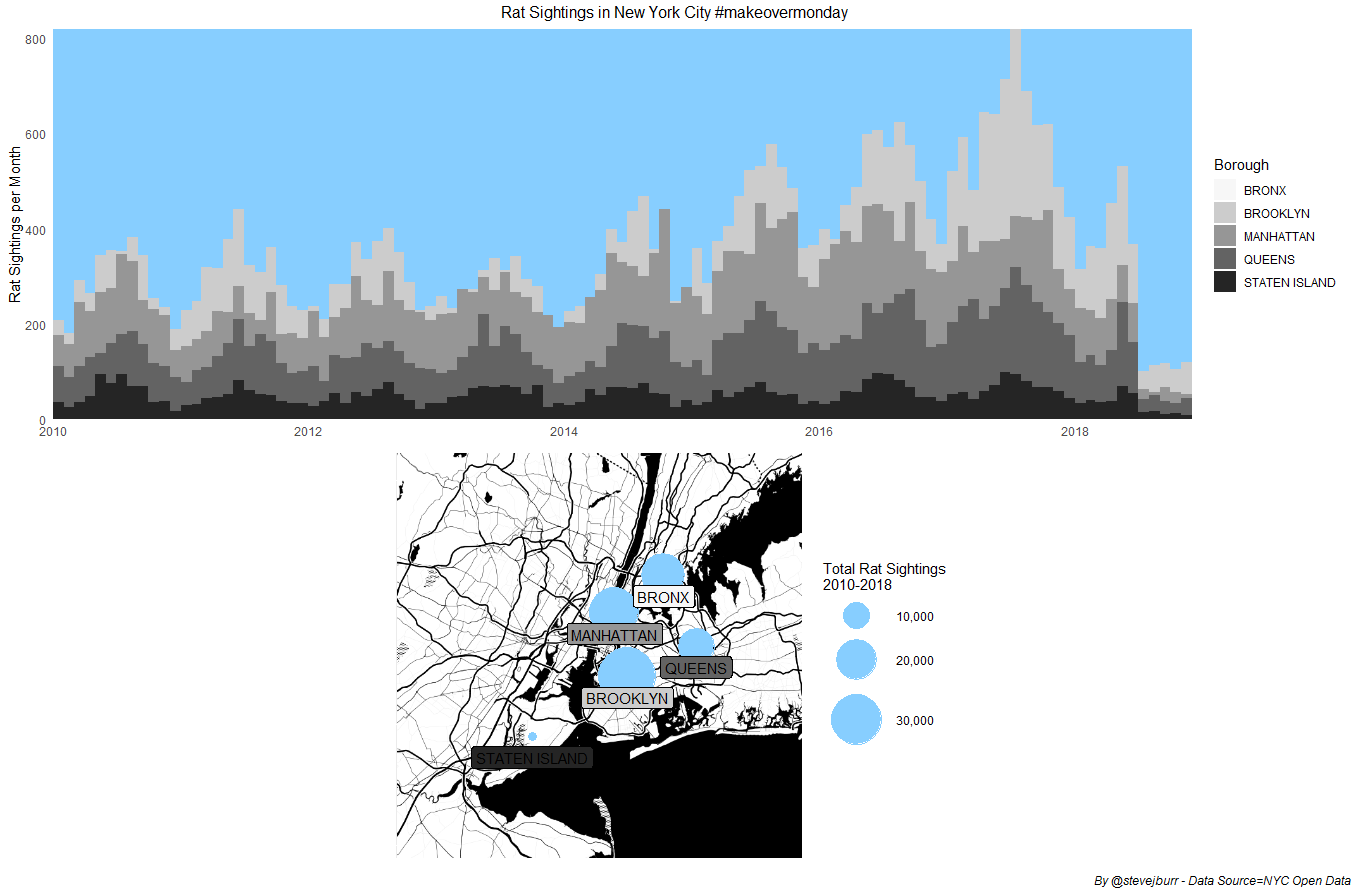 Rat Sightings in New York City #makeovermonday
800
600
400
200
0
Rat Sightings per Month
2010
2012
2014
2016
2018
Borough
BRONX
BROOKLYN
MANHATTAN
QUEENS
STATEN ISLAND
BRONX
MANHATTAN
QUEENS
BROOKLYN
STATEN ISLAND
Total Rat Sightings
2010-2018
10,000
20,000
30,000
By @stevejburr - Data Source=NYC Open Data